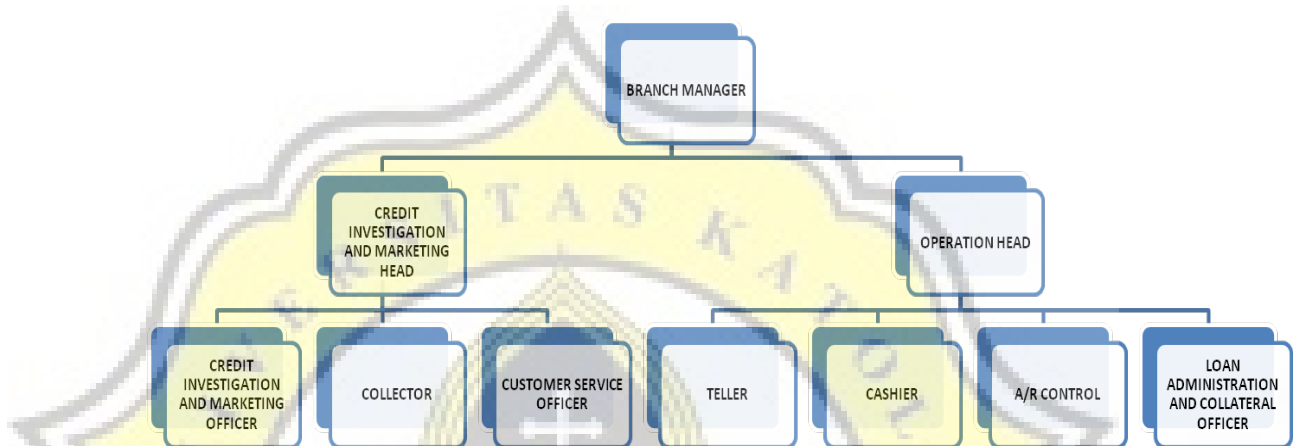 BRANCH MANAGER
CREDIT
INVESTIGATION
AND MARKETING
HEAD
OPERATION HEAD
CREDIT
INVESTIGATION
AND MARKETING
OFFICER
COLLECTOR
CUSTOMER SERVICE
OFFICER
TELLER
CASHIER
A/R CONTROL
LOAN
ADMINISTRATION
AND COLLATERAL
OFFICER